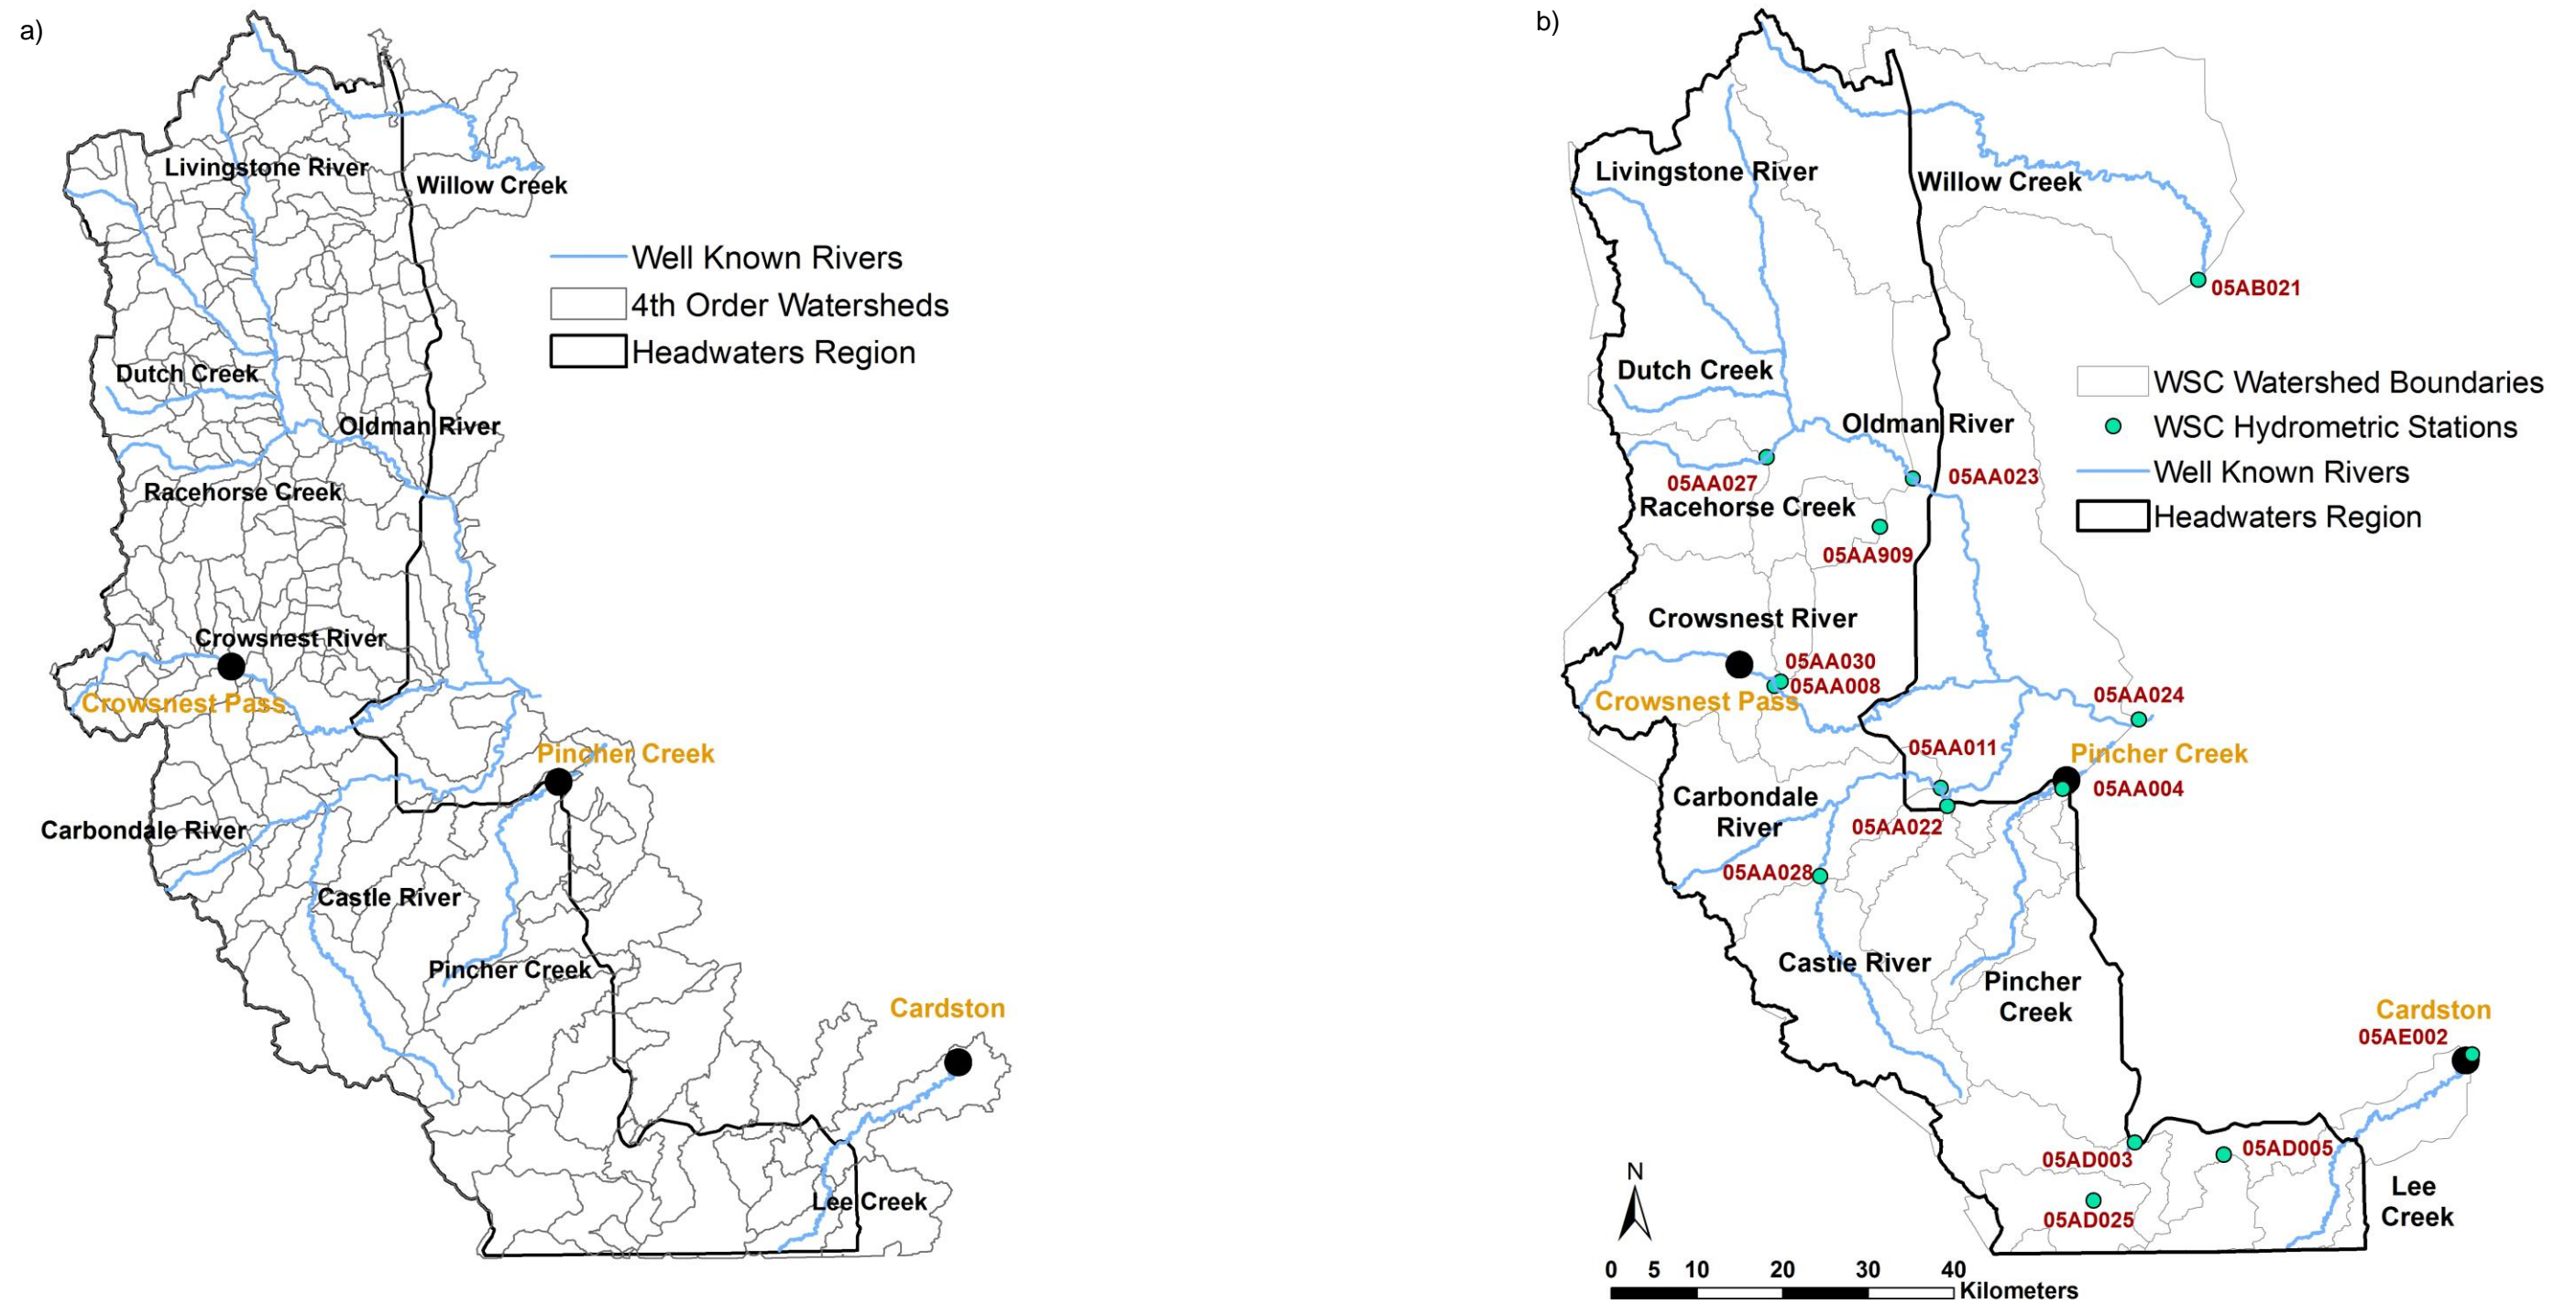 a)
Livingstone River
Willow Creek
Well Known Rivers
4th Order Watersheds
Headwaters Region
Dutch Creek
Oldman River
Racehorse Creek
Crowsnest River
Crowsnest Pass
Pincher Creek
Carbondale River
Castle River
Pincher Creek
Cardston
Lee Creek
b)
Livingstone River
Willow Creek
05AB021
Dutch Creek
WSC Watershed Boundaries
WSC Hydrometric Stations
Well Known Rivers
Headwaters Region
Oldman River
05AA027
05AA023
Racehorse Creek
05AA909
Crowsnest River
05AA030
05AA008
Crowsnest Pass
05AA024
05AA011
Pincher Creek
05AA004
Carbondale
River
05AA022
05AA028
Castle River
Pincher
Creek
Cardston
05AE002
05AD003
05AD005
05AD025
Lee
Creek
N
0 5 10 20 30 40
Kilometers